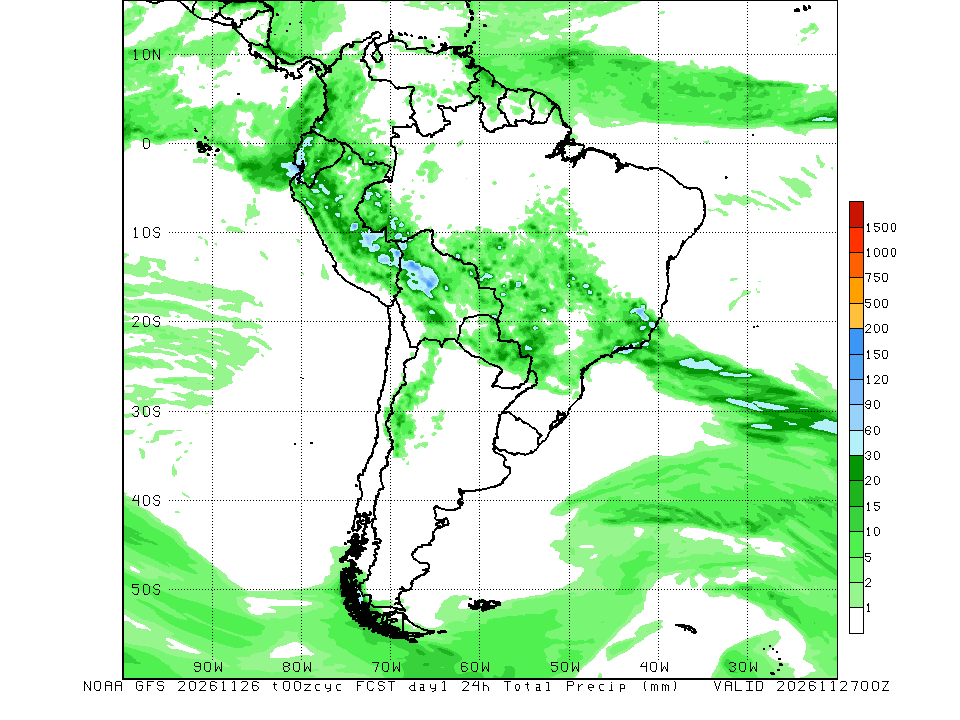 10N
0
10S
20S
30S
40S
50S
90W 80W 70W 60W 50W 40W 30W
1500
1000
750
500
200
150
120
90
60
30
20
15
10
5
2
1
NOAA GFS 20261126 t00zcyc FCST day1 24h Total Precip (mm) VALID 2026112700Z